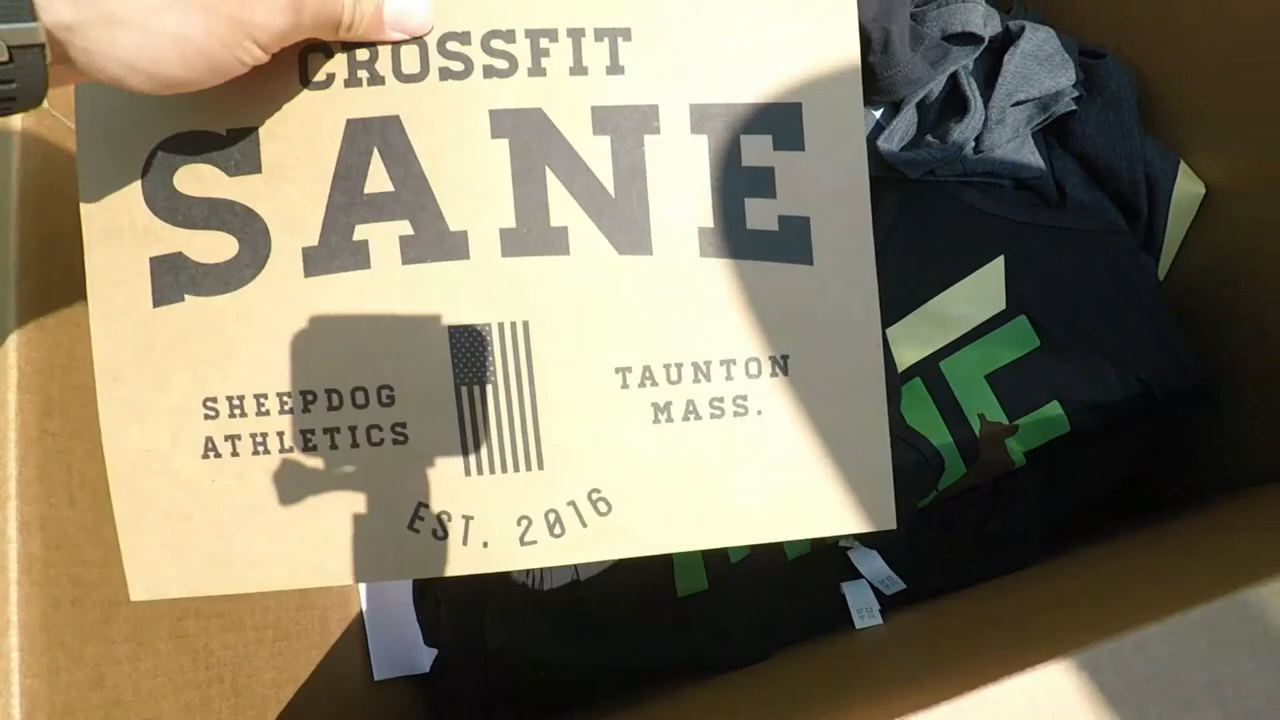 CROSSFIT
SANE
SHEEPDOG
ATHLETICS
TAUNTON
MASS.
EST. 2016